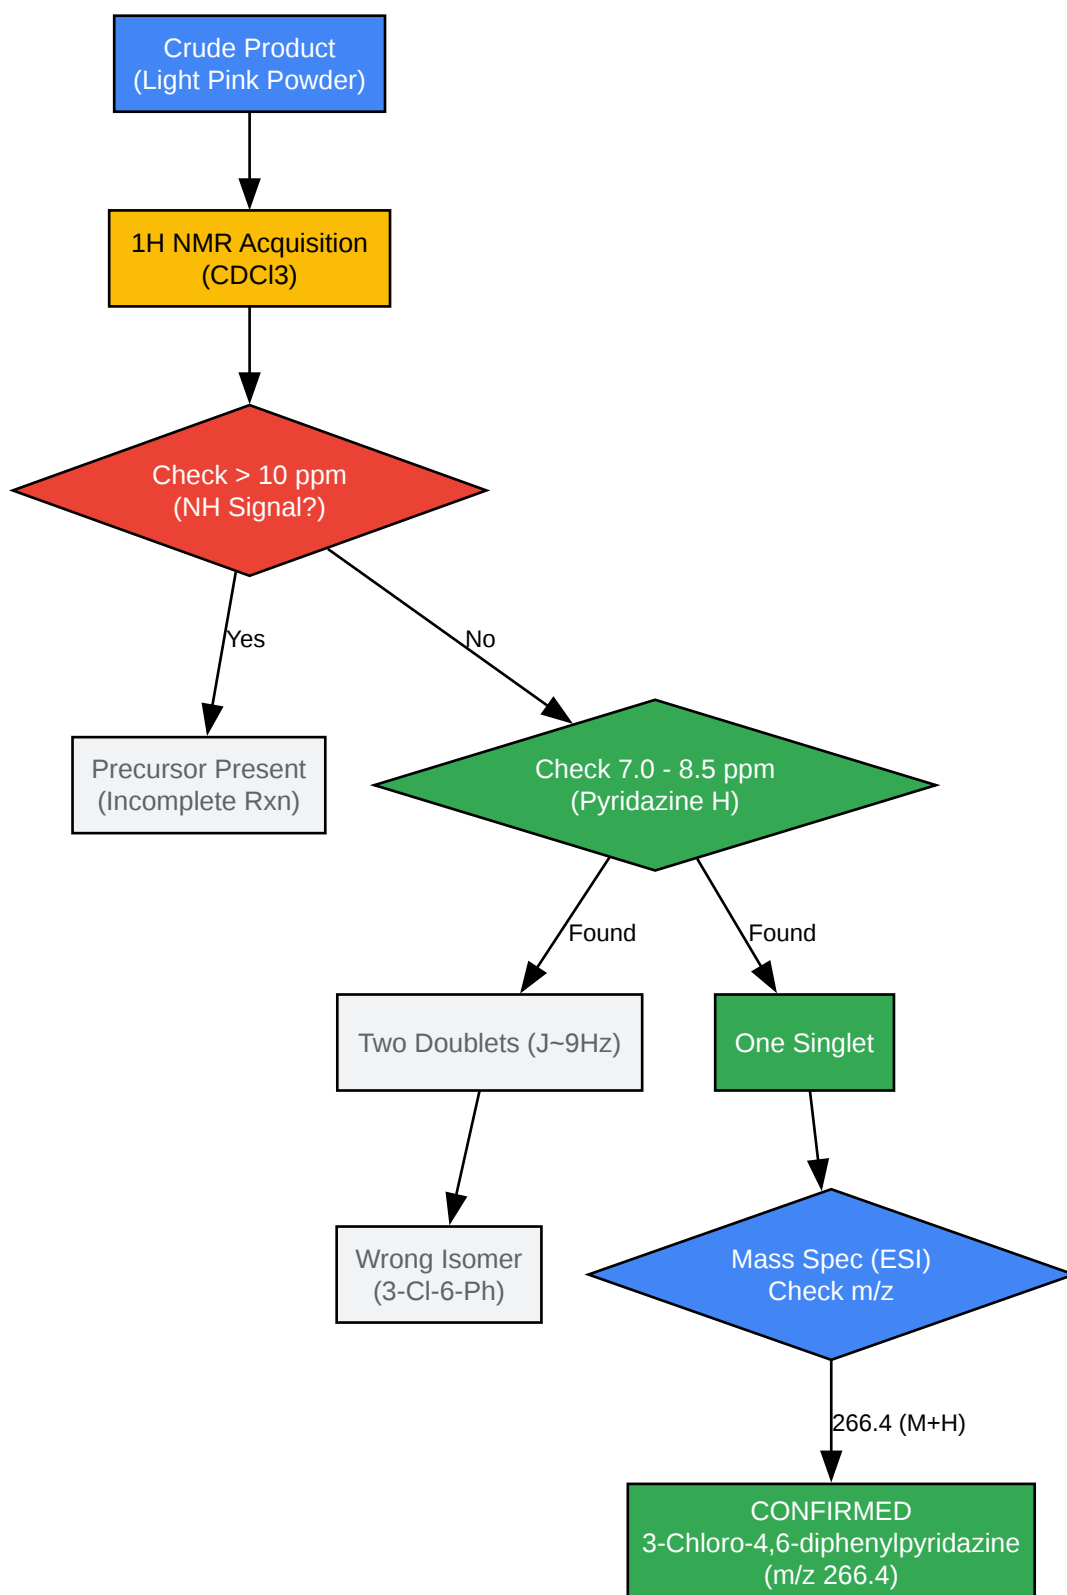 Crude Product
(Light Pink Powder)
1H NMR Acquisition
(CDCl3)
Check > 10 ppm
(NH Signal?)
Yes
No
Precursor Present
(Incomplete Rxn)
Check 7.0 - 8.5 ppm
(Pyridazine H)
Found
Found
Two Doublets (J~9Hz)
One Singlet
Wrong Isomer
(3-Cl-6-Ph)
Mass Spec (ESI)
Check m/z
266.4 (M+H)
CONFIRMED
3-Chloro-4,6-diphenylpyridazine
(m/z 266.4)